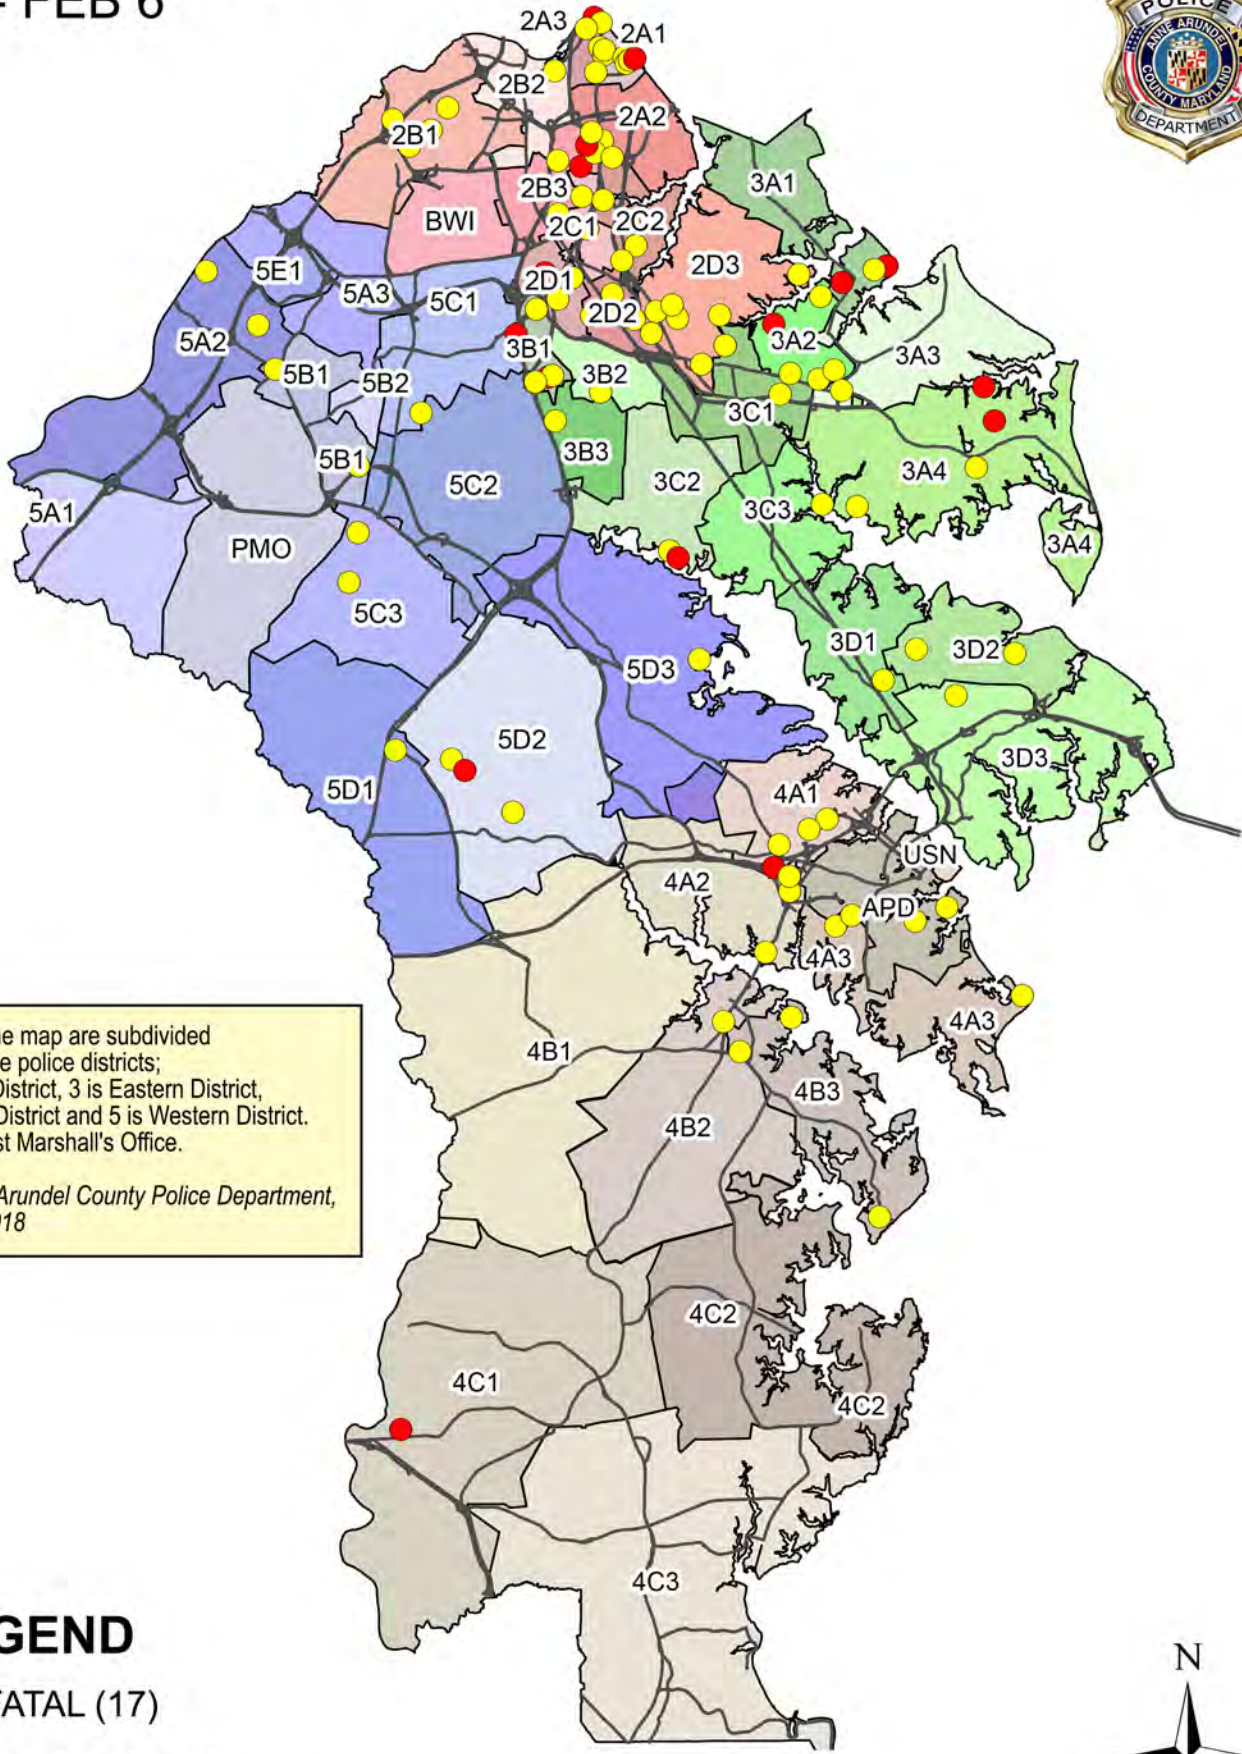 - FEB 6
POLICE
ANNE ARUNDEL
COUNTY MARYLAND
DEPARTMENT
2A3
2A1
2B2
2A2
2B1
3A1
2B3
BWI
2C1
2C2
2D3
5E1
2D1
5A3
5C1
2D2
5A2
3B1
3A2
3A3
5B1
5B2
3B2
3C1
3B3
5B1
3A4
5C2
3C2
5A1
3C3
PMO
3A4
5C3
3D1
3D2
5D3
5D2
3D3
5D1
4A1
USN
4A2
APD
4A3
4A3
ne map are subdivided
e police districts;
District, 3 is Eastern District,
District and 5 is Western District.
st Marshall's Office.
Arundel County Police Department,
18
4B1
4B3
4B2
4C2
4C1
4C2
4C3
GEND
FATAL (17)
N